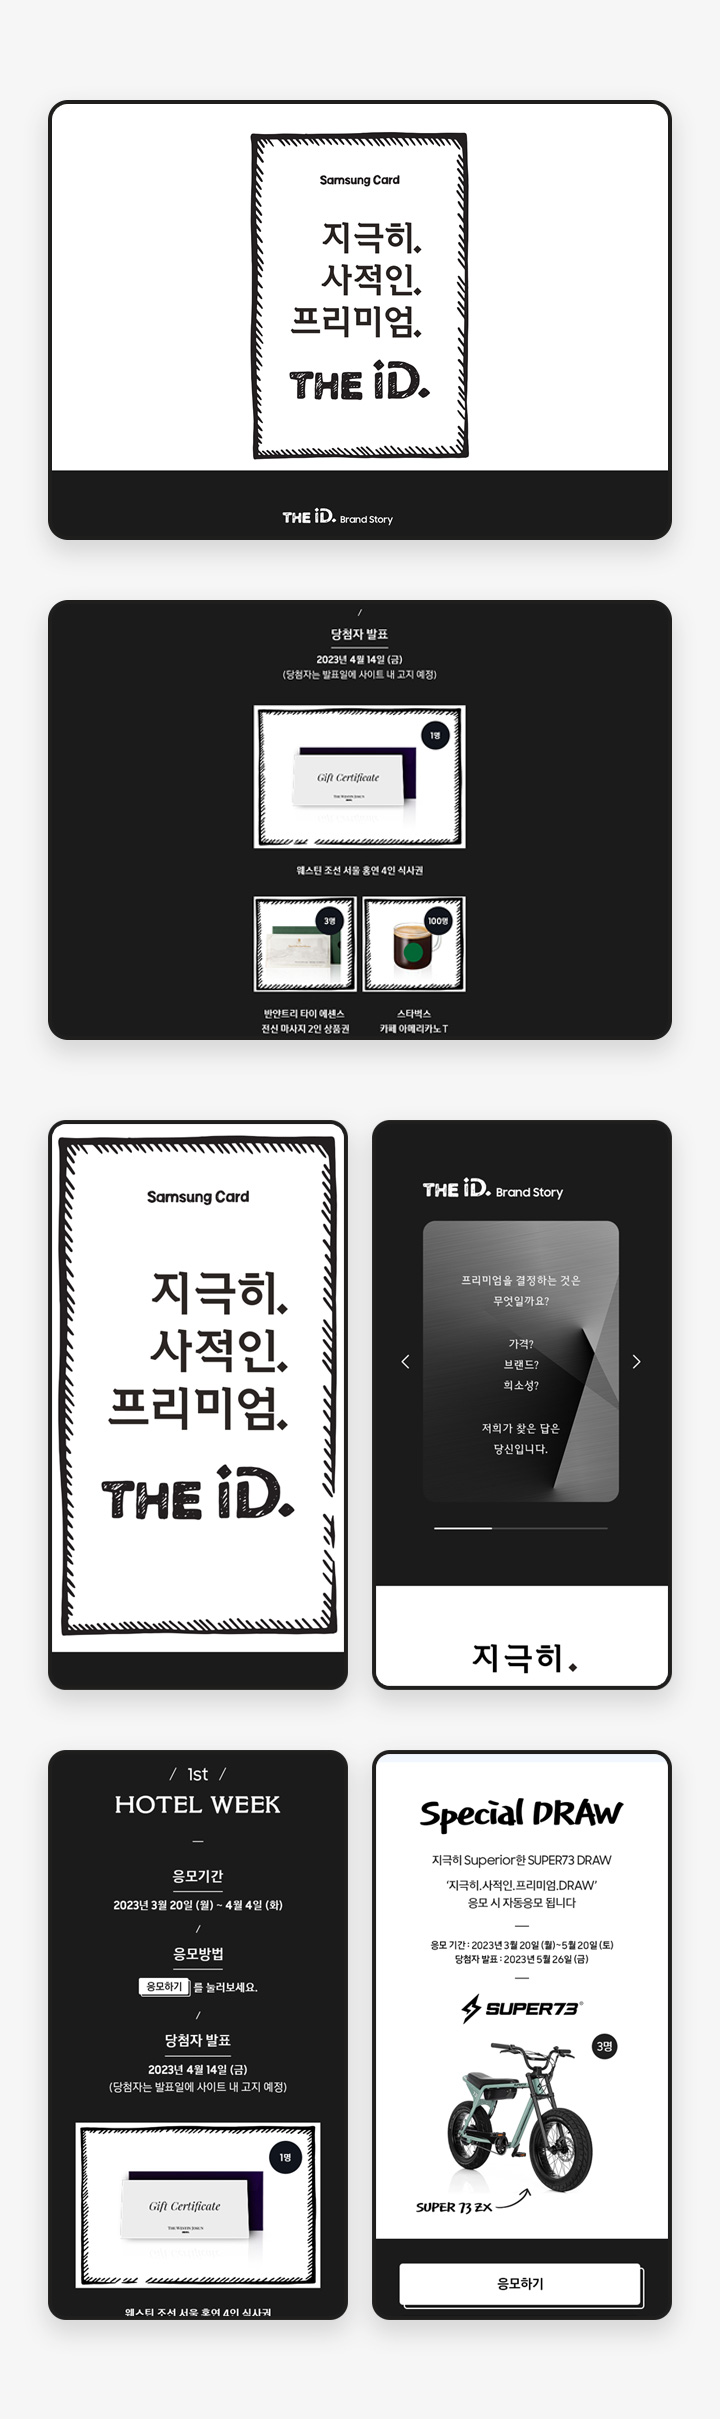 Samsung Card
지극히.
사적인.
프리미엄.
THE iD.
THE iD. Brand Story
/
당첨자 발표
2023년 4월 14일 (금)
(당첨자는 발표일에 사이트 내 고지 예정)
1명
Gift Certificate
THE WESTIN JOSUN
웨스틴 조선 서울 홍연 4인 식사권
3명
100명
반얀트리 타이 에센스
전신 마사지 2인 상품권
스타벅스
카페 아메리카노 T
Samsung Card
지극히.
사적인.
프리미엄.
THE iD.
THE iD. Brand Story
프리미엄을 결정하는 것은
무엇일까요?
가격?
브랜드?
희소성?
저희가 찾은 답은
당신입니다.
지극히.
/ 1st /
HOTEL WEEK
응모기간
2023년 3월 20일 (월) ~ 4월 4일 (화)
/
응모방법
응모하기 를 눌러보세요.
/
당첨자 발표
2023년 4월 14일 (금)
(당첨자는 발표일에 사이트 내 고지 예정)
1명
Gift Certificate
THE WESTIN JOSUN
웨스틴 조선 서울 홍연 4인 식사권
Special DRAW
지극히 Superior한 SUPER73 DRAW
‘지극히.사적인.프리미엄.DRAW’
응모 시 자동응모 됩니다
응모 기간 : 2023년 3월 20일 (월)~5월 20일 (토)
당첨자 발표 : 2023년 5월 26일 (금)
SUPER73
3명
SUPER 73 ZX
응모하기